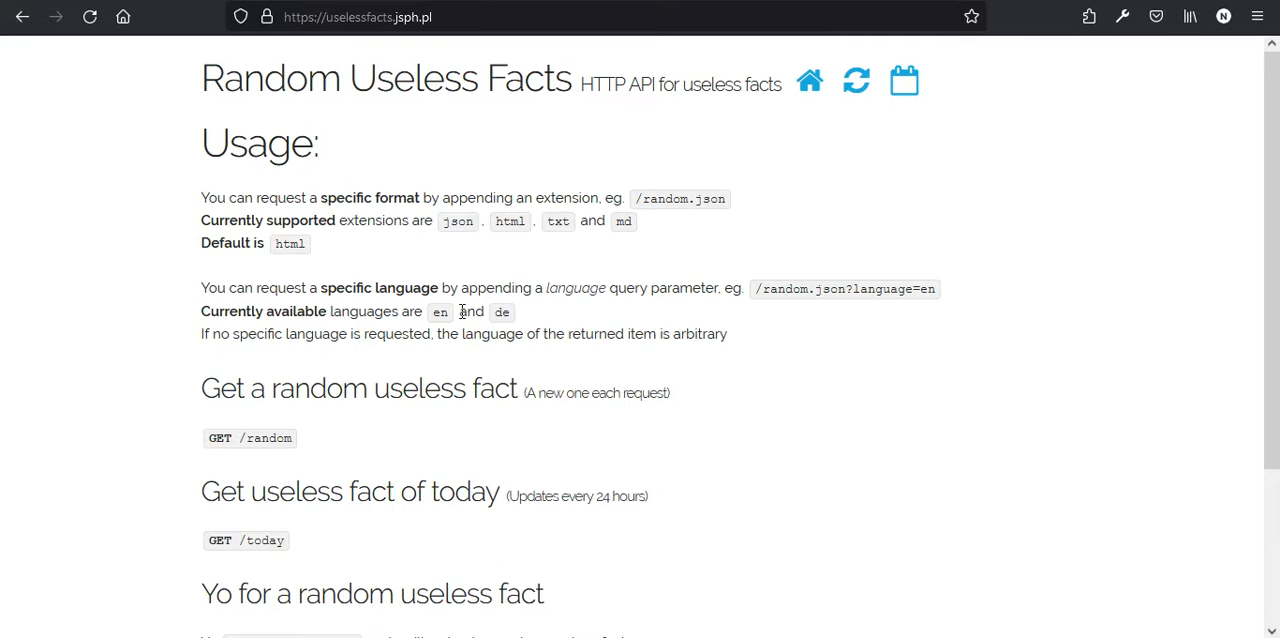 https://uselessfacts.jsph.pl
N
Random Useless Facts HTTP API for useless facts
Usage:
You can request a specific format by appending an extension, eg. /random.json
Currently supported extensions are json, html, txt and md
Default is html
You can request a specific language by appending a language query parameter, eg. /random.json?language=en
Currently available languages are en and de
If no specific language is requested, the language of the returned item is arbitrary
Get a random useless fact (A new one each request)
GET /random
Get useless fact of today (Updates every 24 hours)
GET /today
Yo for a random useless fact